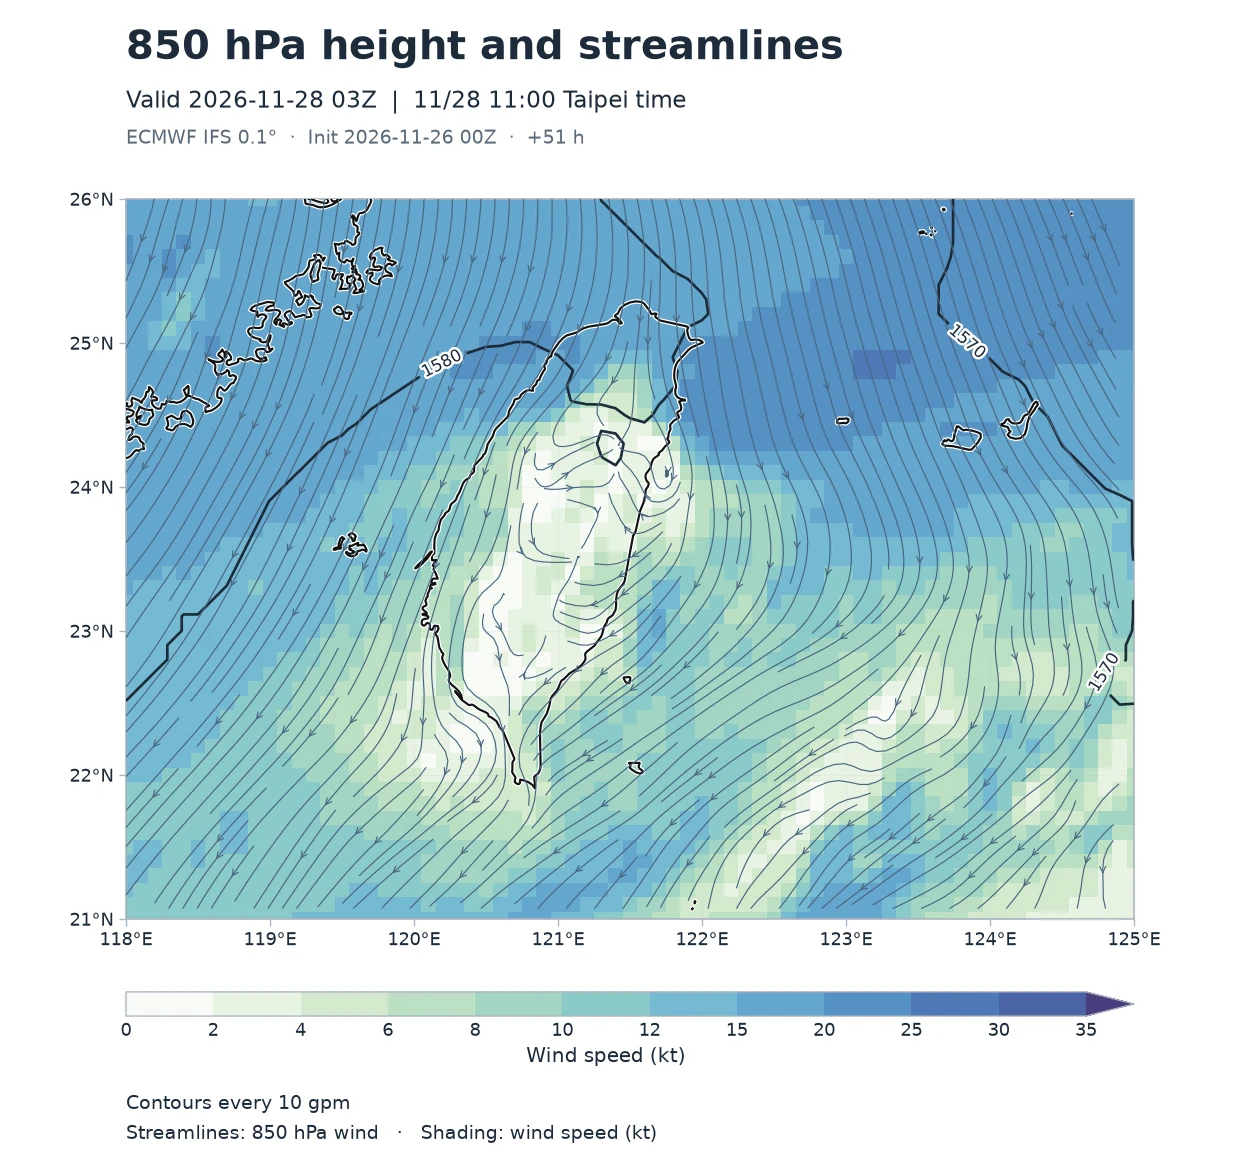 850 hPa height and streamlines
Valid 2026-11-28 03Z | 11/28 11:00 Taipei time
ECMWF IFS 0.1° · Init 2026-11-26 00Z · +51 h
26°N
25°N
24°N
23°N
22°N
21°N
1580
1570
1570
118°E 119°E 120°E 121°E 122°E 123°E 124°E 125°E
0 2 4 6 8 10 12 15 20 25 30 35
Wind speed (kt)
Contours every 10 gpm
Streamlines: 850 hPa wind · Shading: wind speed (kt)